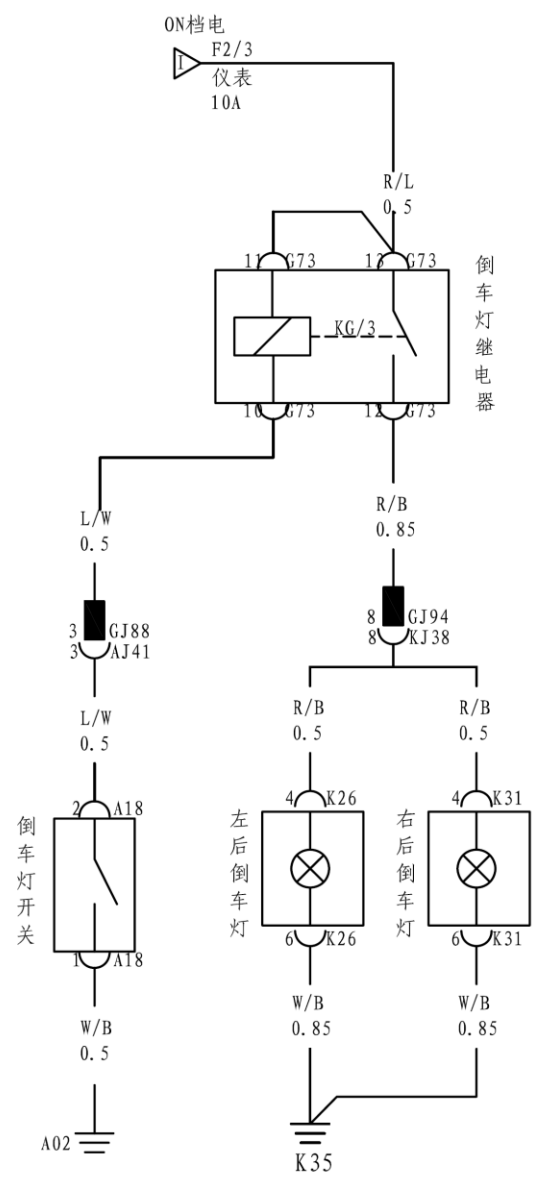 ON档电
I
F2/3
仪表
10A
R/L
0.5
11 G73
13 G73
倒车灯继电器
KG/3
10 G73
12 G73
L/W
0.5
R/B
0.85
3 GJ88
3 AJ41
8 GJ94
8 KJ38
L/W
0.5
R/B
0.5
R/B
0.5
2 A18
4 K26
4 K31
倒车灯开关
左后倒车灯
右后倒车灯
1 A18
6 K26
6 K31
W/B
0.5
W/B
0.85
W/B
0.85
A02
K35